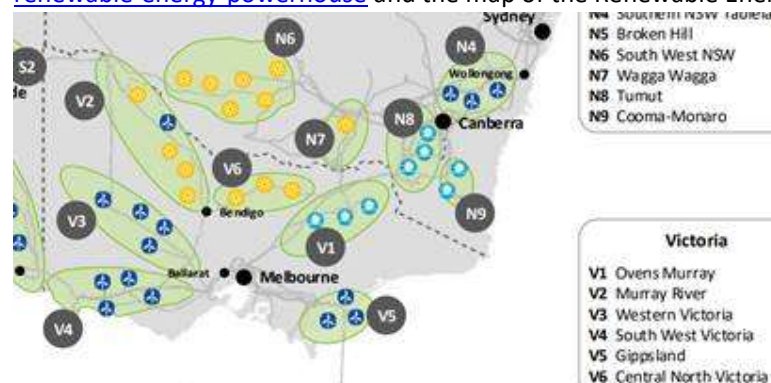 renewable energy powerhouse and the map of the Renewable Ener
Sydney
N4 Southern NSW Tablela
N5 Broken Hill
N6 South West NSW
N7 Wagga Wagga
N8 Tumut
N9 Cooma-Monaro
N6
N4
S2
Wollongong
de
V2
N8
Canberra
N7
V6
V3
Bendigo
N9
V1
Ballarat
Melbourne
V4
V5
Victoria
V1 Ovens Murray
V2 Murray River
V3 Western Victoria
V4 South West Victoria
V5 Gippsland
V6 Central North Victoria